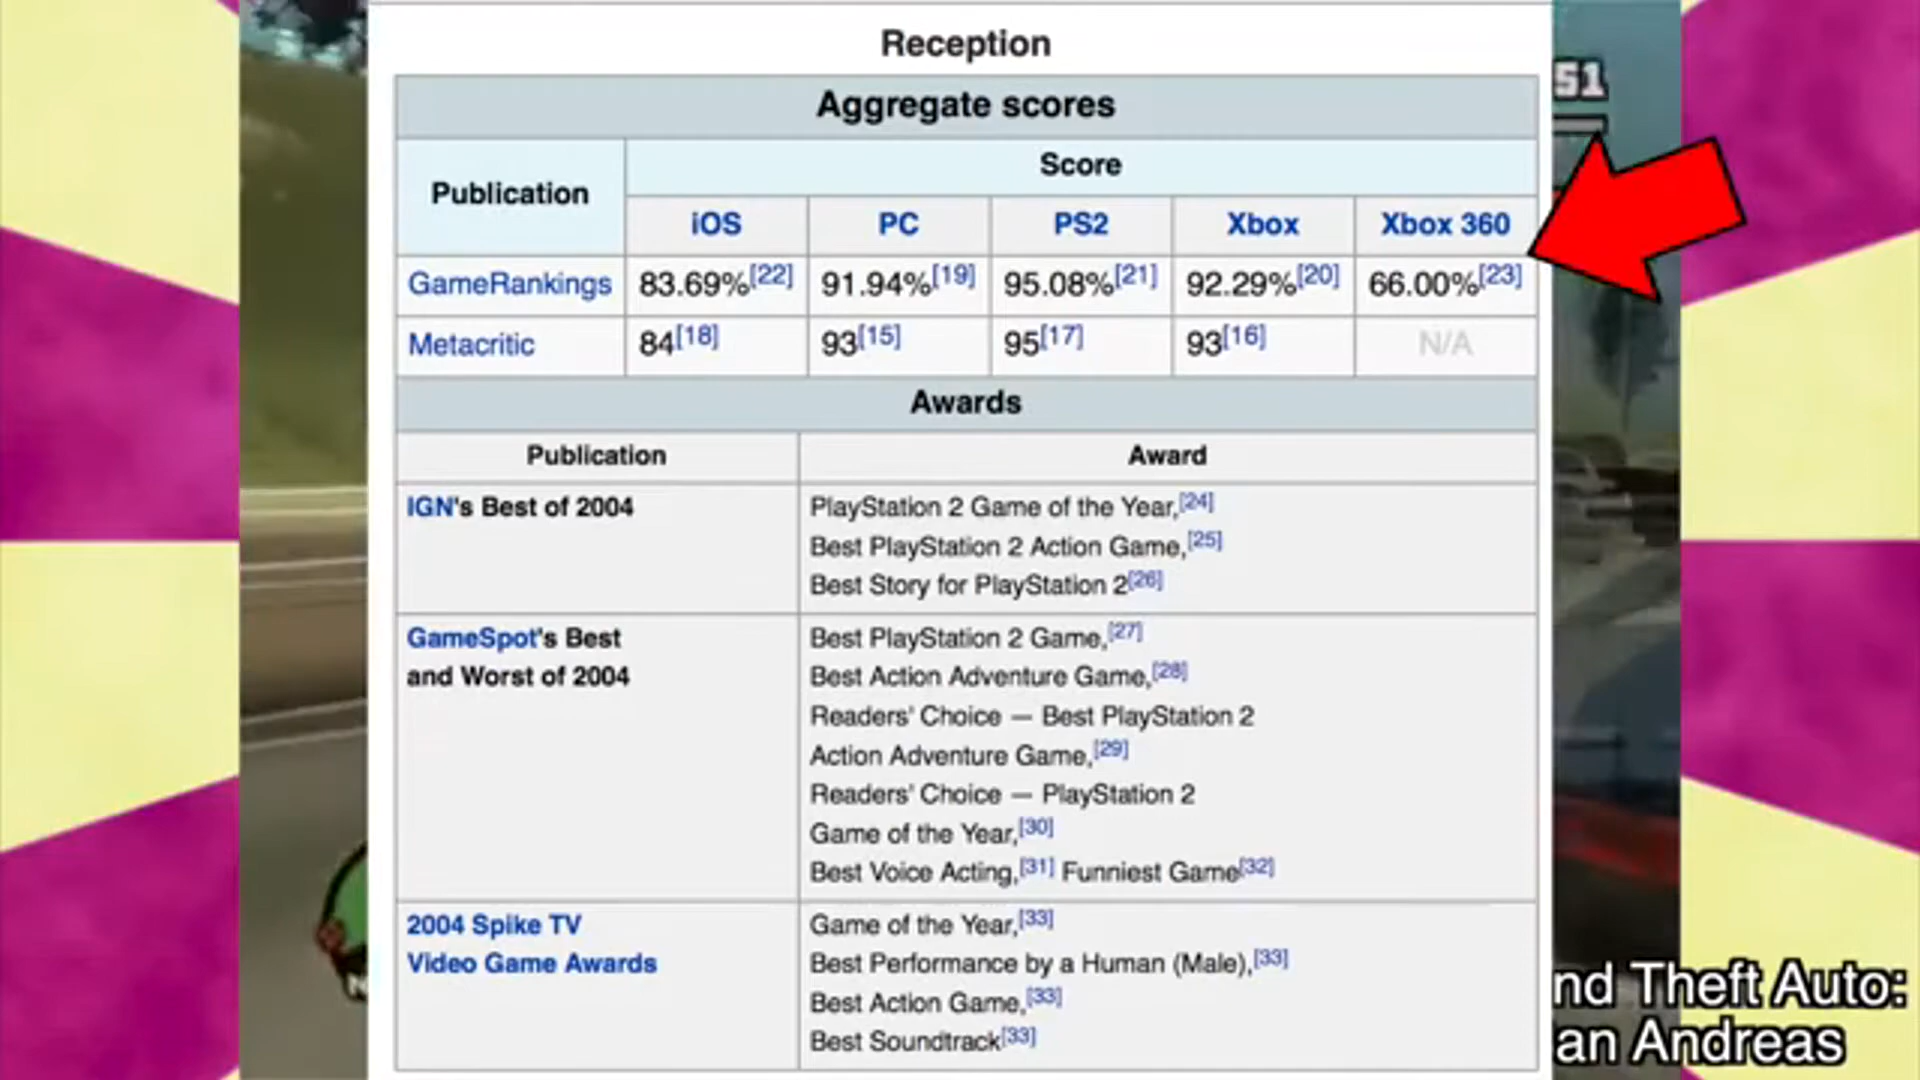 Reception
Aggregate scores
Publication
Score
iOS PC PS2 Xbox Xbox 360
GameRankings 83.69%[22] 91.94%[19] 95.08%[21] 92.29%[20] 66.00%[23]
Metacritic 84[18] 93[15] 95[17] 93[16] N/A
Awards
Publication Award
IGN's Best of 2004
PlayStation 2 Game of the Year,[24]
Best PlayStation 2 Action Game,[25]
Best Story for PlayStation 2[26]
GameSpot's Best
and Worst of 2004
Best PlayStation 2 Game,[27]
Best Action Adventure Game,[28]
Readers' Choice — Best PlayStation 2
Action Adventure Game,[29]
Readers' Choice — PlayStation 2
Game of the Year,[30]
Best Voice Acting,[31] Funniest Game[32]
2004 Spike TV
Video Game Awards
Game of the Year,[33]
Best Performance by a Human (Male),[33]
Best Action Game,[33]
Best Soundtrack[33]
51
N
nd Theft Auto:
an Andreas